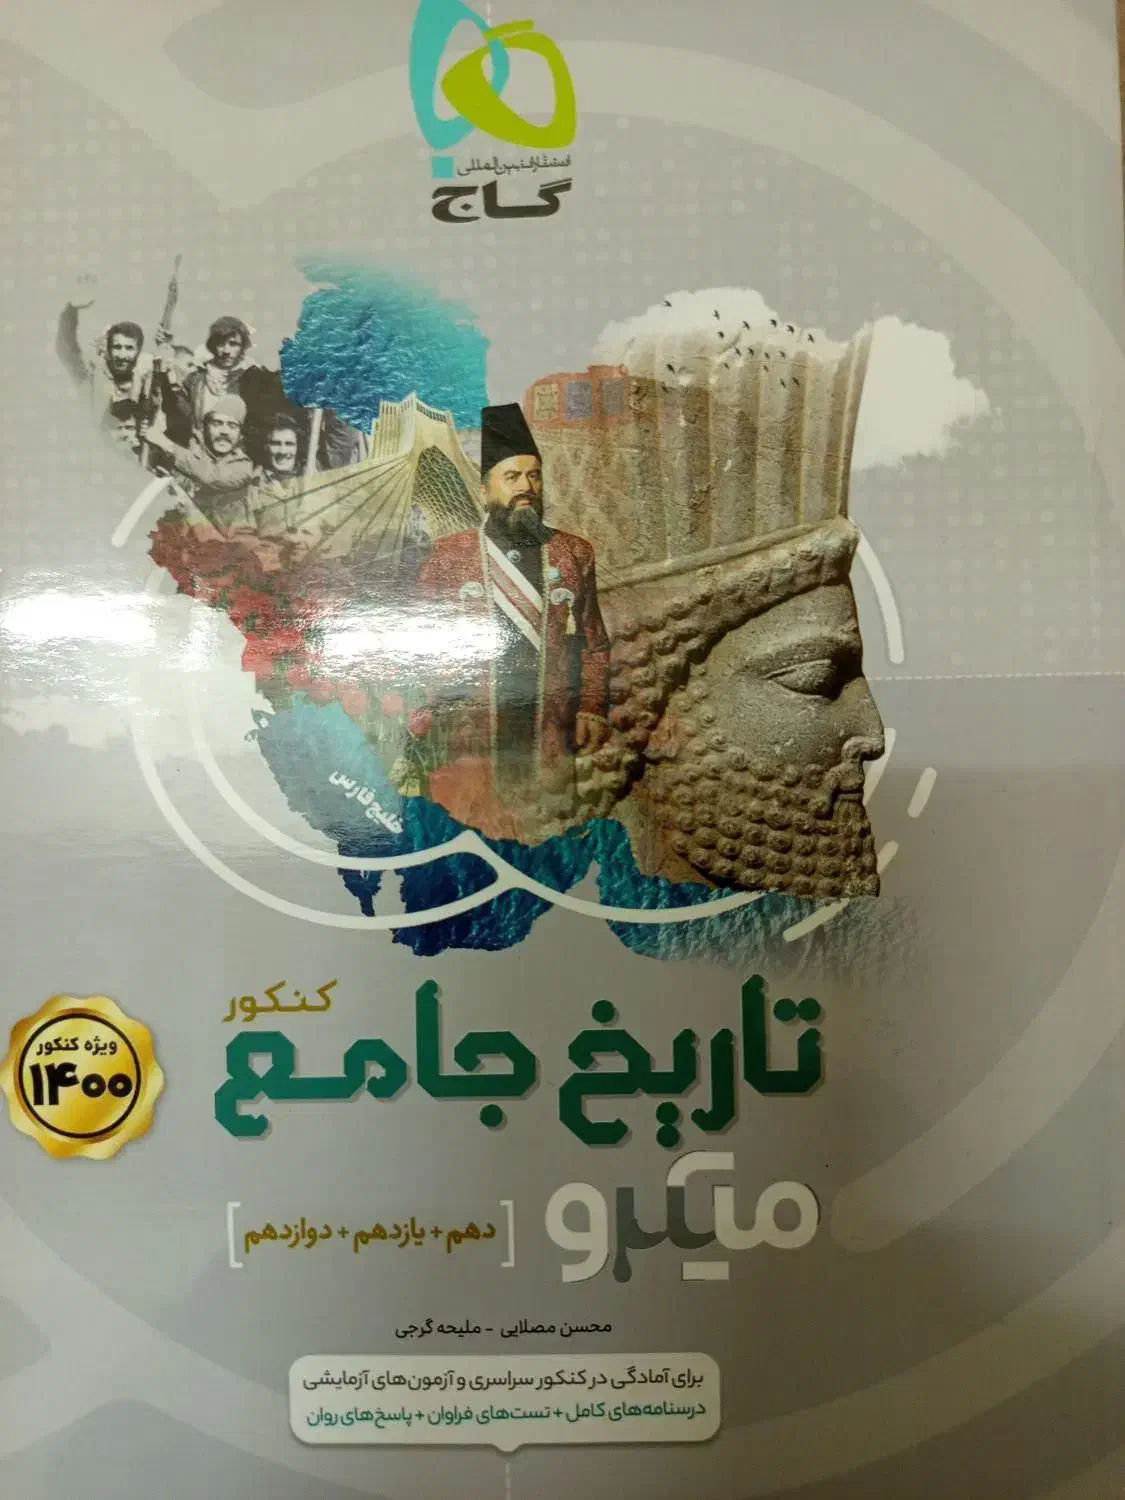 انتشارات بین‌المللی
گاج
خلیج فارس
کنکور
تاریخ جامع
ویژه کنکور
۱۴۰۰
میکرو
[دهم + یازدهم + دوازدهم]
محسن مصلایی - ملیحه گرجی
برای آمادگی در کنکور سراسری و آزمون‌های آزمایشی
درسنامه‌های کامل + تست‌های فراوان + پاسخ‌های روان